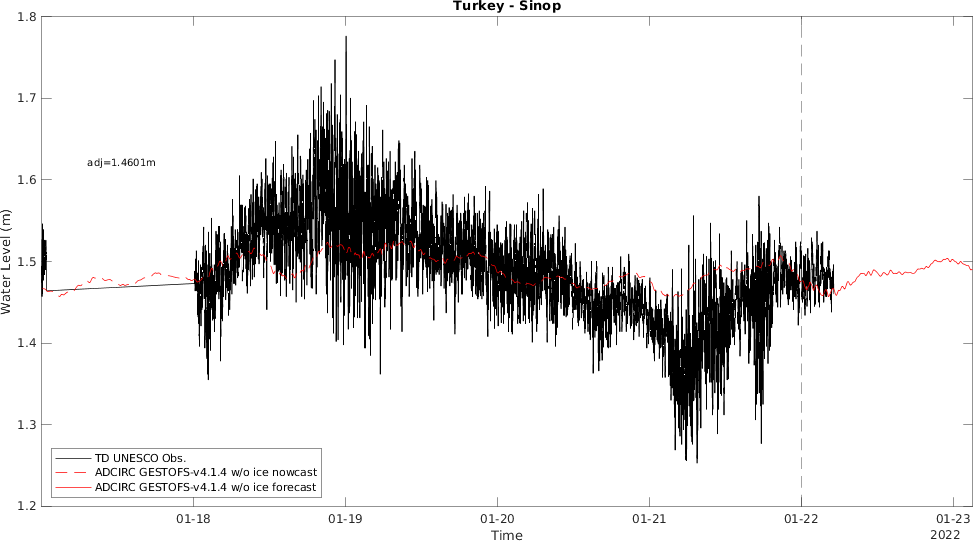 Turkey - Sinop
1.8
1.7
1.6
1.5
1.4
1.3
1.2
Water Level (m)
adj=1.4601m
TD UNESCO Obs.
ADCIRC GESTOFS-v4.1.4 w/o ice nowcast
ADCIRC GESTOFS-v4.1.4 w/o ice forecast
01-18
01-19
01-20
01-21
01-22
01-23
Time
2022